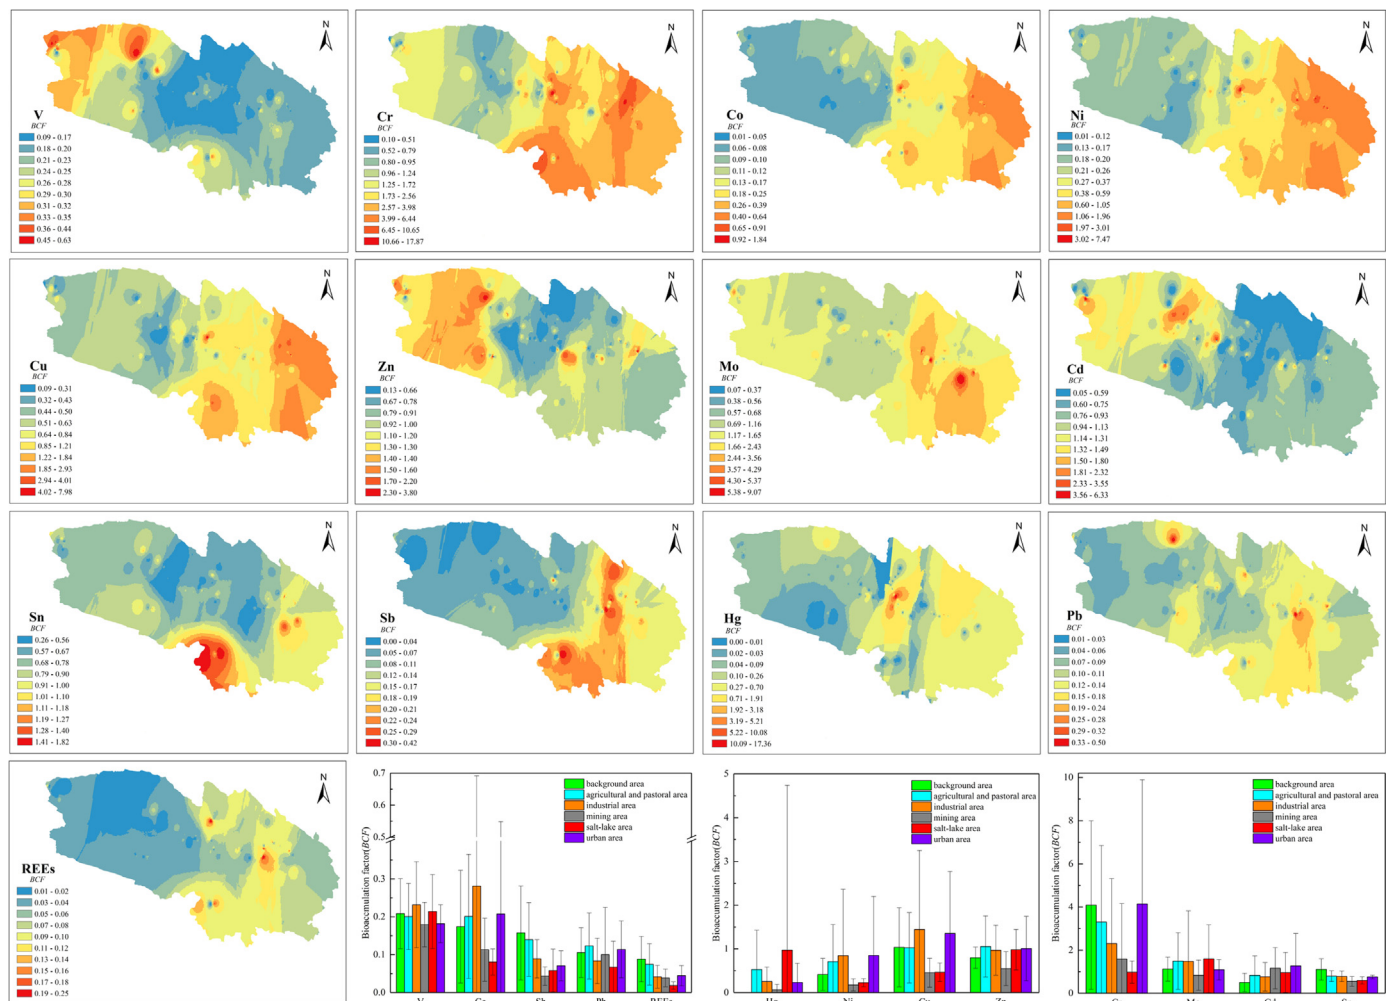 N
V
BCF
0.09 - 0.17
0.18 - 0.20
0.21 - 0.23
0.24 - 0.25
0.26 - 0.28
0.29 - 0.30
0.31 - 0.32
0.33 - 0.35
0.36 - 0.44
0.45 - 0.63
N
Cr
BCF
0.10 - 0.51
0.52 - 0.79
0.80 - 0.95
0.96 - 1.24
1.25 - 1.72
1.73 - 2.56
2.57 - 3.98
3.99 - 6.44
6.45 - 10.65
10.66 - 17.87
N
Co
BCF
0.01 - 0.05
0.06 - 0.08
0.09 - 0.10
0.11 - 0.12
0.13 - 0.17
0.18 - 0.25
0.26 - 0.39
0.40 - 0.64
0.65 - 0.91
0.92 - 1.84
N
Ni
BCF
0.01 - 0.12
0.13 - 0.17
0.18 - 0.20
0.21 - 0.26
0.27 - 0.37
0.38 - 0.59
0.60 - 1.05
1.06 - 1.96
1.97 - 3.01
3.02 - 7.47
N
Cu
BCF
0.09 - 0.31
0.32 - 0.43
0.44 - 0.50
0.51 - 0.63
0.64 - 0.84
0.85 - 1.21
1.22 - 1.84
1.85 - 2.93
2.94 - 4.01
4.02 - 7.98
N
Zn
BCF
0.13 - 0.66
0.67 - 0.78
0.79 - 0.91
0.92 - 1.00
1.10 - 1.20
1.30 - 1.30
1.40 - 1.40
1.50 - 1.60
1.70 - 2.20
2.30 - 3.80
N
Mo
BCF
0.07 - 0.37
0.38 - 0.56
0.57 - 0.68
0.69 - 1.16
1.17 - 1.65
1.66 - 2.43
2.44 - 3.56
3.57 - 4.29
4.30 - 5.37
5.38 - 9.07
N
Cd
BCF
0.05 - 0.59
0.60 - 0.75
0.76 - 0.93
0.94 - 1.13
1.14 - 1.31
1.32 - 1.49
1.50 - 1.80
1.81 - 2.32
2.33 - 3.55
3.56 - 6.33
N
Sn
BCF
0.26 - 0.56
0.57 - 0.67
0.68 - 0.78
0.79 - 0.90
0.91 - 1.00
1.01 - 1.10
1.11 - 1.18
1.19 - 1.27
1.28 - 1.40
1.41 - 1.82
N
Sb
BCF
0.00 - 0.04
0.05 - 0.07
0.08 - 0.11
0.12 - 0.14
0.15 - 0.17
0.18 - 0.19
0.20 - 0.21
0.22 - 0.24
0.25 - 0.29
0.30 - 0.42
N
Hg
BCF
0.00 - 0.01
0.02 - 0.03
0.04 - 0.09
0.10 - 0.26
0.27 - 0.70
0.71 - 1.91
1.92 - 3.18
3.19 - 5.21
5.22 - 10.08
10.09 - 17.36
N
Pb
BCF
0.01 - 0.03
0.04 - 0.06
0.07 - 0.09
0.10 - 0.11
0.12 - 0.14
0.15 - 0.18
0.19 - 0.24
0.25 - 0.28
0.29 - 0.32
0.33 - 0.50
N
REEs
BCF
0.01 - 0.02
0.03 - 0.04
0.05 - 0.06
0.07 - 0.08
0.09 - 0.10
0.11 - 0.12
0.13 - 0.14
0.15 - 0.16
0.17 - 0.18
0.19 - 0.25
Bioaccumulation factor(BCF)
0.7
0.6
0.5
0.3
0.2
0.1
0.0
background area
agricultural and pastoral area
industrial area
mining area
salt-lake area
urban area
Bioaccumulation factor(BCF)
5
4
3
2
1
0
background area
agricultural and pastoral area
industrial area
mining area
salt-lake area
urban area
Bioaccumulation factor(BCF)
10
8
6
4
2
0
background area
agricultural and pastoral area
industrial area
mining area
salt-lake area
urban area